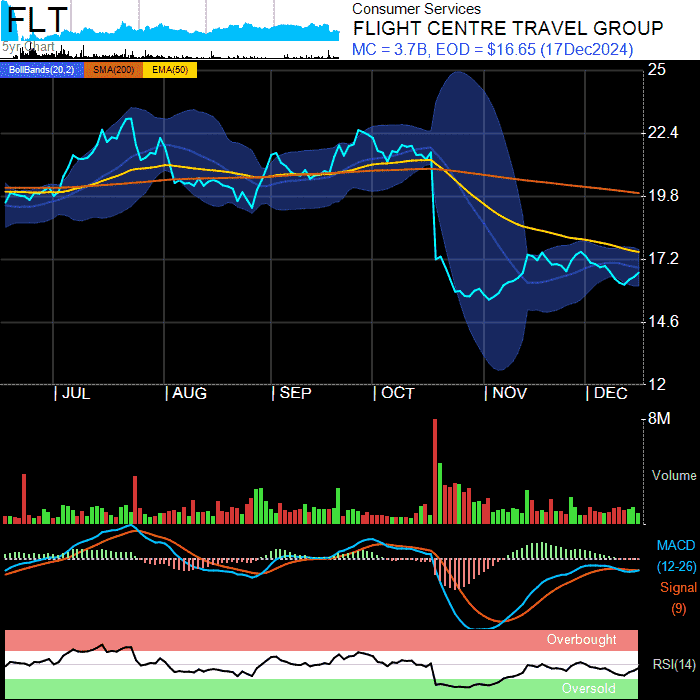 FLT
5yr Chart
Consumer Services
FLIGHT CENTRE TRAVEL GROUP
MC = 3.7B, EOD = $16.65 (17Dec2024)
BollBands(20,2) SMA(200) EMA(50)
25
22.4
19.8
17.2
14.6
12
| JUL | AUG | SEP | OCT | NOV | DEC
8M
Volume
MACD
(12-26)
Signal
(9)
Overbought
RSI(14)
Oversold